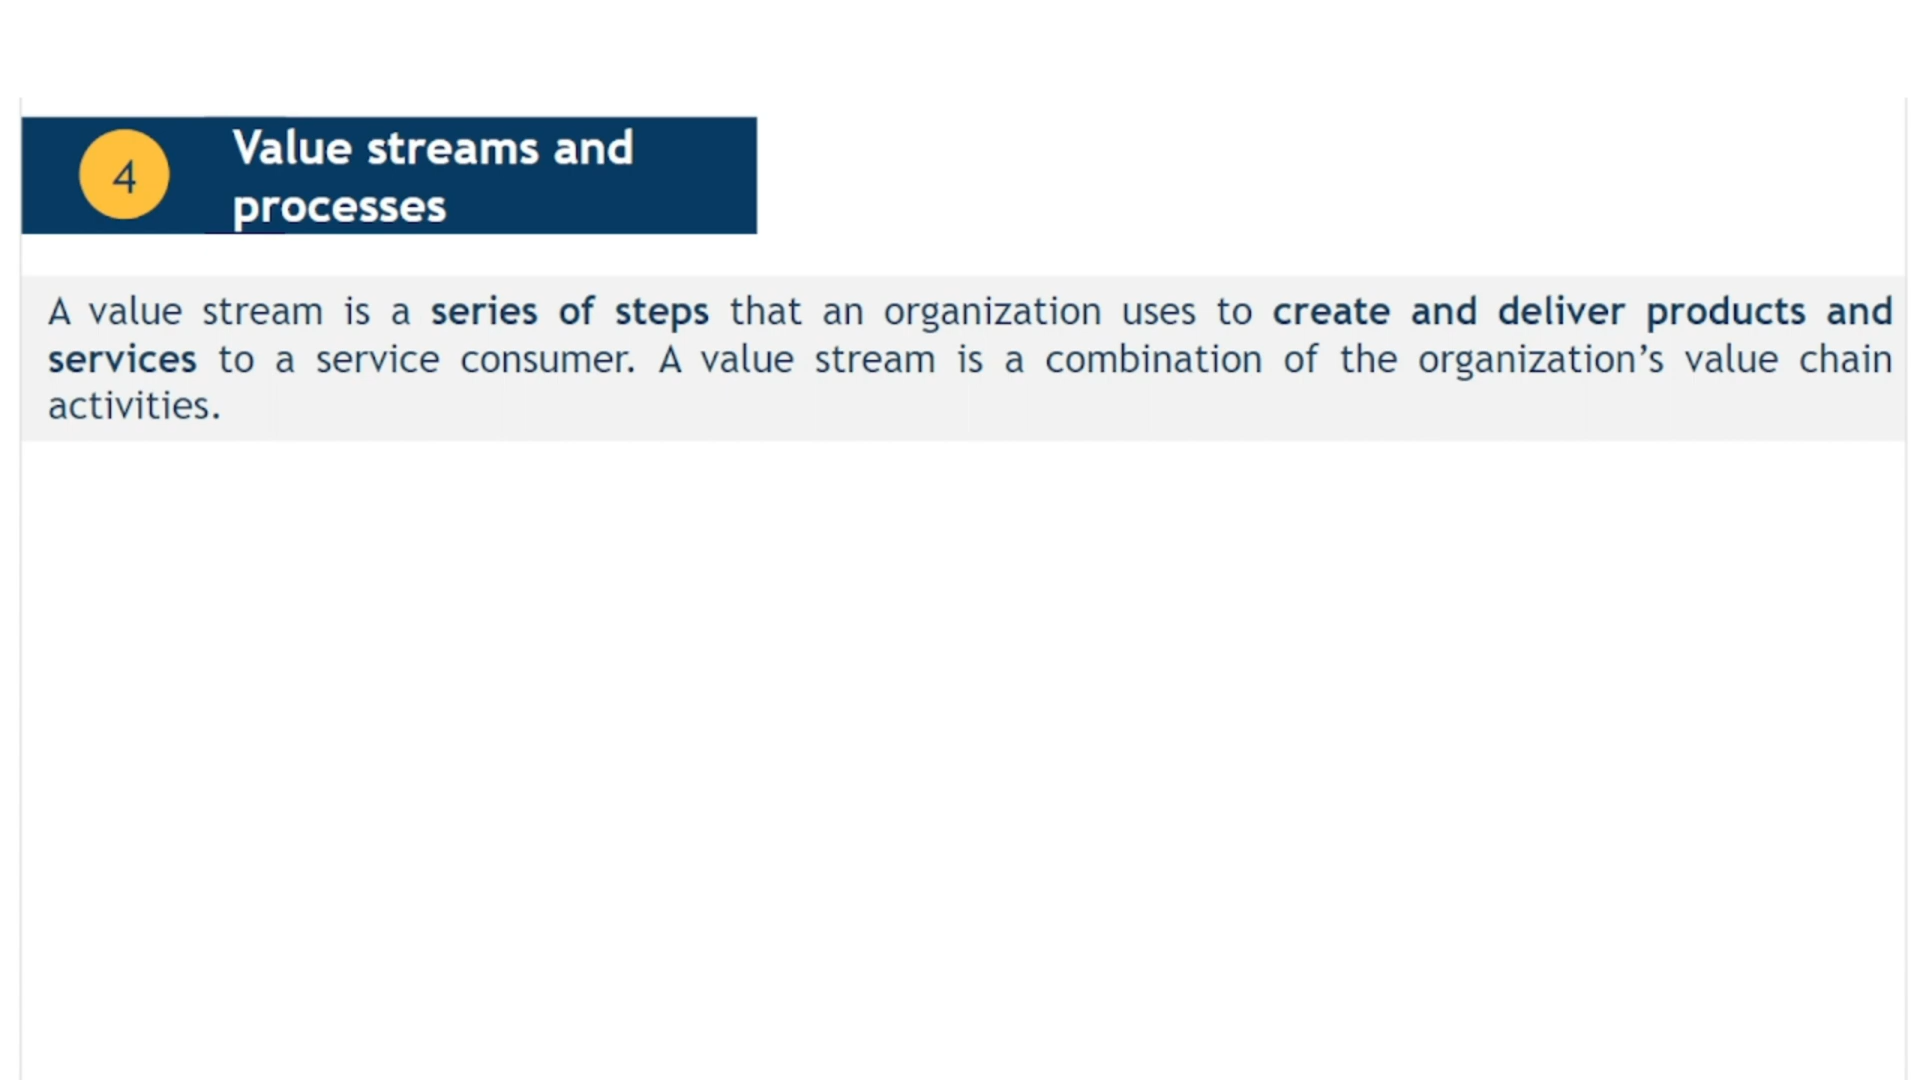 4
Value streams and
processes
A value stream is a series of steps that an organization uses to create and deliver products and
services to a service consumer. A value stream is a combination of the organization’s value chain
activities.